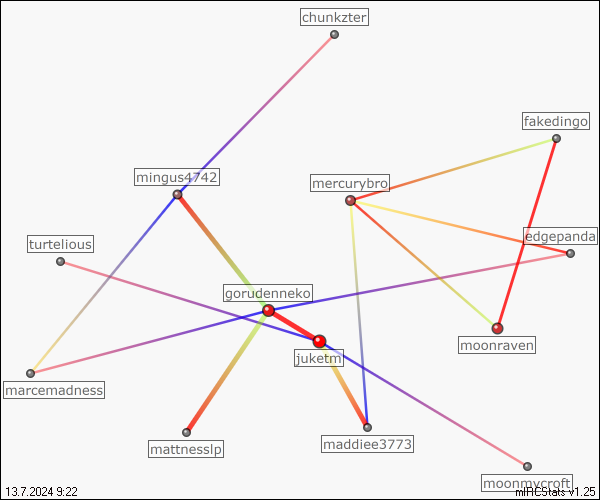 chunkzter
fakedingo
mingus4742
mercurybro
edgepanda
turtelious
gorudenneko
moonraven
juketm
marcemadness
maddiee3773
mattnesslp
moonmycroft
13.7.2024 9:22
mIRCStats v1.25